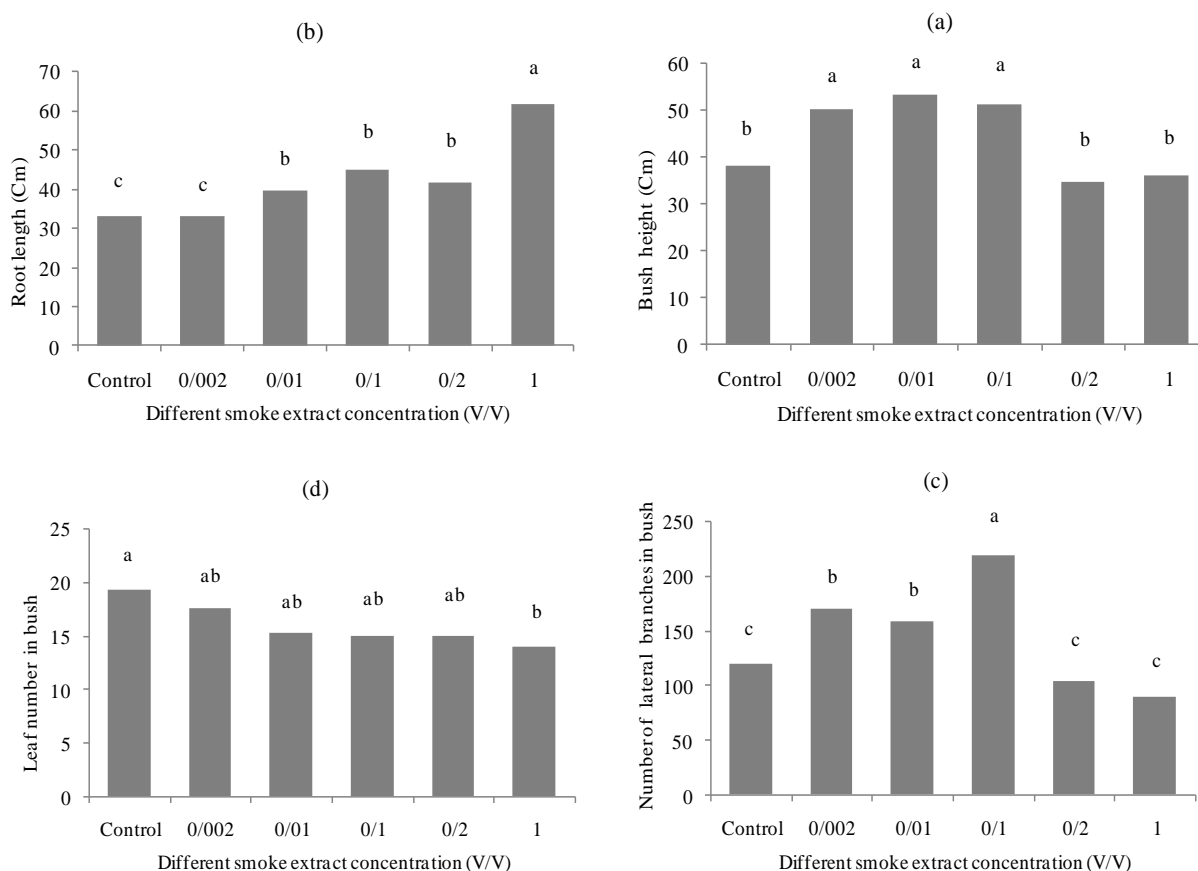 (b)
Root length (Cm)
70
60
50
40
30
20
10
0
c
c
b
b
b
a
Control 0/002 0/01 0/1 0/2 1
Different smoke extract concentration (V/V)
(a)
Bush height (Cm)
60
50
40
30
20
10
0
b
a
a
a
b
b
Control 0/002 0/01 0/1 0/2 1
Different smoke extract concentration (V/V)
(d)
Leaf number in bush
25
20
15
10
5
0
a
ab
ab
ab
ab
b
Control 0/002 0/01 0/1 0/2 1
Different smoke extract concentration (V/V)
(c)
Number of lateral branches in bush
250
200
150
100
50
0
c
b
b
a
c
c
Control 0/002 0/01 0/1 0/2 1
Different smoke extract concentration (V/V)